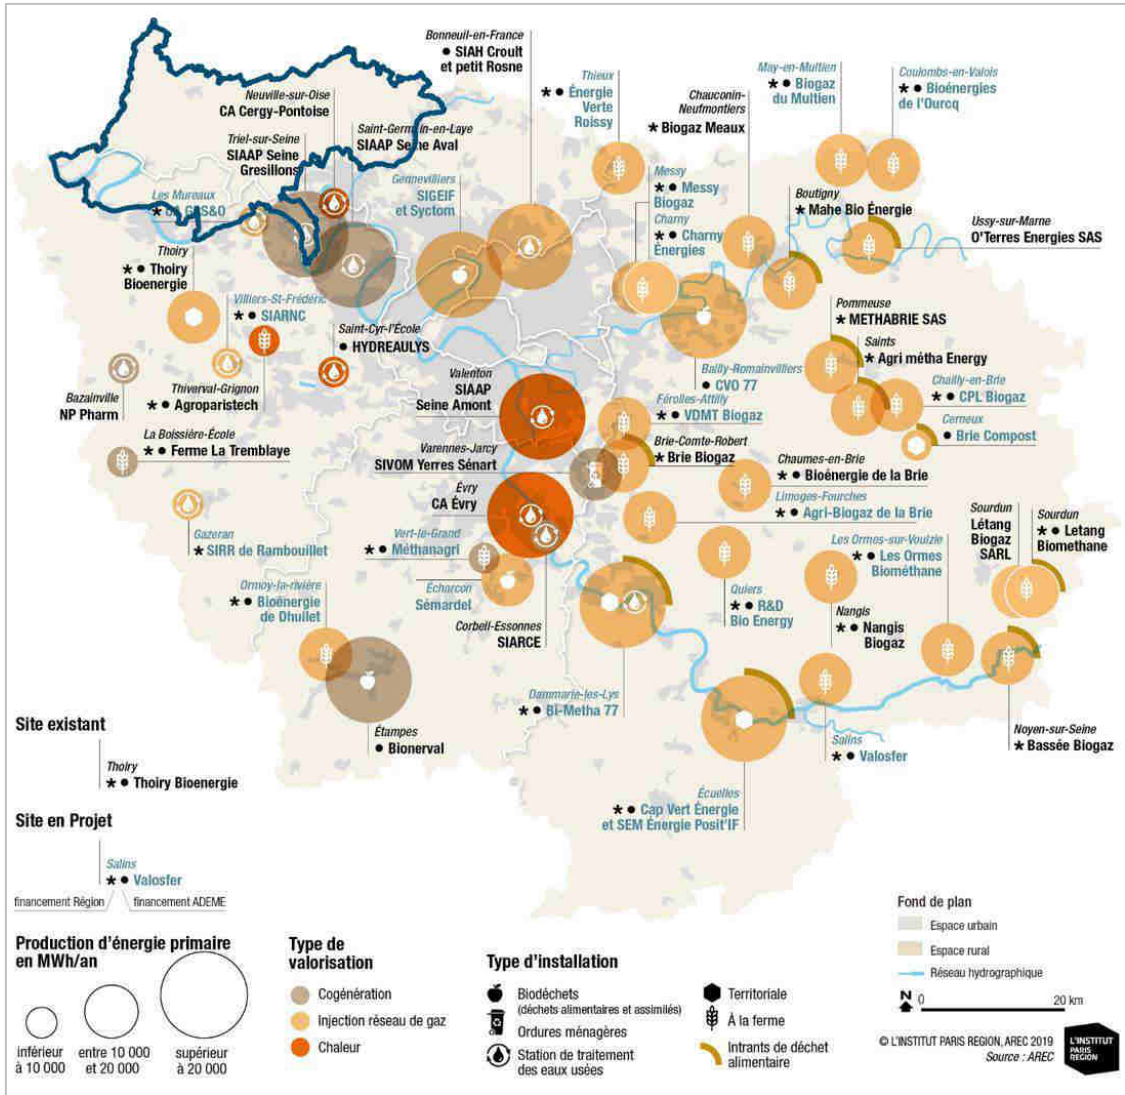 Bonneuil-en-France
● SIAH Croult
et petit Rosne
Neuville-sur-Oise
CA Cergy-Pontoise
Saint-Germain-en-Laye
SIAAP Seine Aval
Triel-sur-Seine
SIAAP Seine
Gresillons
Gennevilliers
SIGEIF
et Syctom
Les Mureaux
Thieux
* ● Énergie
Verte
Roissy
Chauconin-
Neufmontiers
* Biogaz Meaux
May-en-Multien
* ● Biogaz
du Multien
Coulombs-en-Valois
* ● Bioénergies
de l'Ourcq
Messy
* ● Messy
Biogaz
Charny
* ● Charny
Énergies
Boutigny
* Mahe Bio Énergie
Ussy-sur-Marne
O'Terres Energies SAS
Thoiry
* ● Thoiry
Bioenergie
Villiers-St-Frédéric
* ● SIARNC
Saint-Cyr-l'École
● HYDREAULYS
Bazainville
NP Pharm
Thiverval-Grignon
* ● Agroparistech
La Boissière-École
* ● Ferme La Tremblaye
Valenton
SIAAP
Seine Amont
Varennes-Jarcy
SIVOM Yerres Sénart
Évry
CA Évry
Pommeuse
* METHABRIE SAS
Saints
* Agri métha Energy
Bailly-Romainvilliers
● CVO 77
Chailly-en-Brie
* ● CPL Biogaz
Cerneux
● Brie Compost
Férolles-Attilly
* ● VDMT Biogaz
Brie-Comte-Robert
* Brie Biogaz
Chaumes-en-Brie
* ● Bioénergie de la Brie
Limoges-Fourches
* ● Agri-Biogaz de la Brie
Gazeran
* SIRR de Rambouillet
Vert-le-Grand
* ● Méthanagri
Écharcon
Sémardel
Corbeil-Essonnes
SIARCE
Ormoy-la-rivière
* ● Bioénergie
de Dhuilet
Étampes
● Bionerval
Quiers
* ● R&D
Bio Energy
Les Ormes-sur-Voulzie
* ● Les Ormes
Biométhane
Sourdun
Létang
Biogaz
SARL
Sourdun
* ● Letang
Biomethane
Nangis
* ● Nangis
Biogaz
Dammarie-les-Lys
* ● Bi-Metha 77
Salins
* ● Valosfer
Noyen-sur-Seine
* Bassée Biogaz
Écuelles
* ● Cap Vert Énergie
et SEM Énergie Posit'IF
Site existant
Thoiry
* ● Thoiry Bioenergie
Site en Projet
Salins
* ● Valosfer
financement Région
financement ADEME
Production d'énergie primaire
en MWh/an
inférieur
à 10 000
entre 10 000
et 20 000
supérieur
à 20 000
Type de
valorisation
Cogénération
Injection réseau de gaz
Chaleur
Type d'installation
Biodéchets
(déchets alimentaires et assimilés)
Ordures ménagères
Station de traitement
des eaux usées
Territoriale
À la ferme
Intrants de déchet
alimentaire
Fond de plan
Espace urbain
Espace rural
Réseau hydrographique
N
0 20 km
© L'INSTITUT PARIS REGION, AREC 2019
Source : AREC
L'INSTITUT
PARIS
REGION